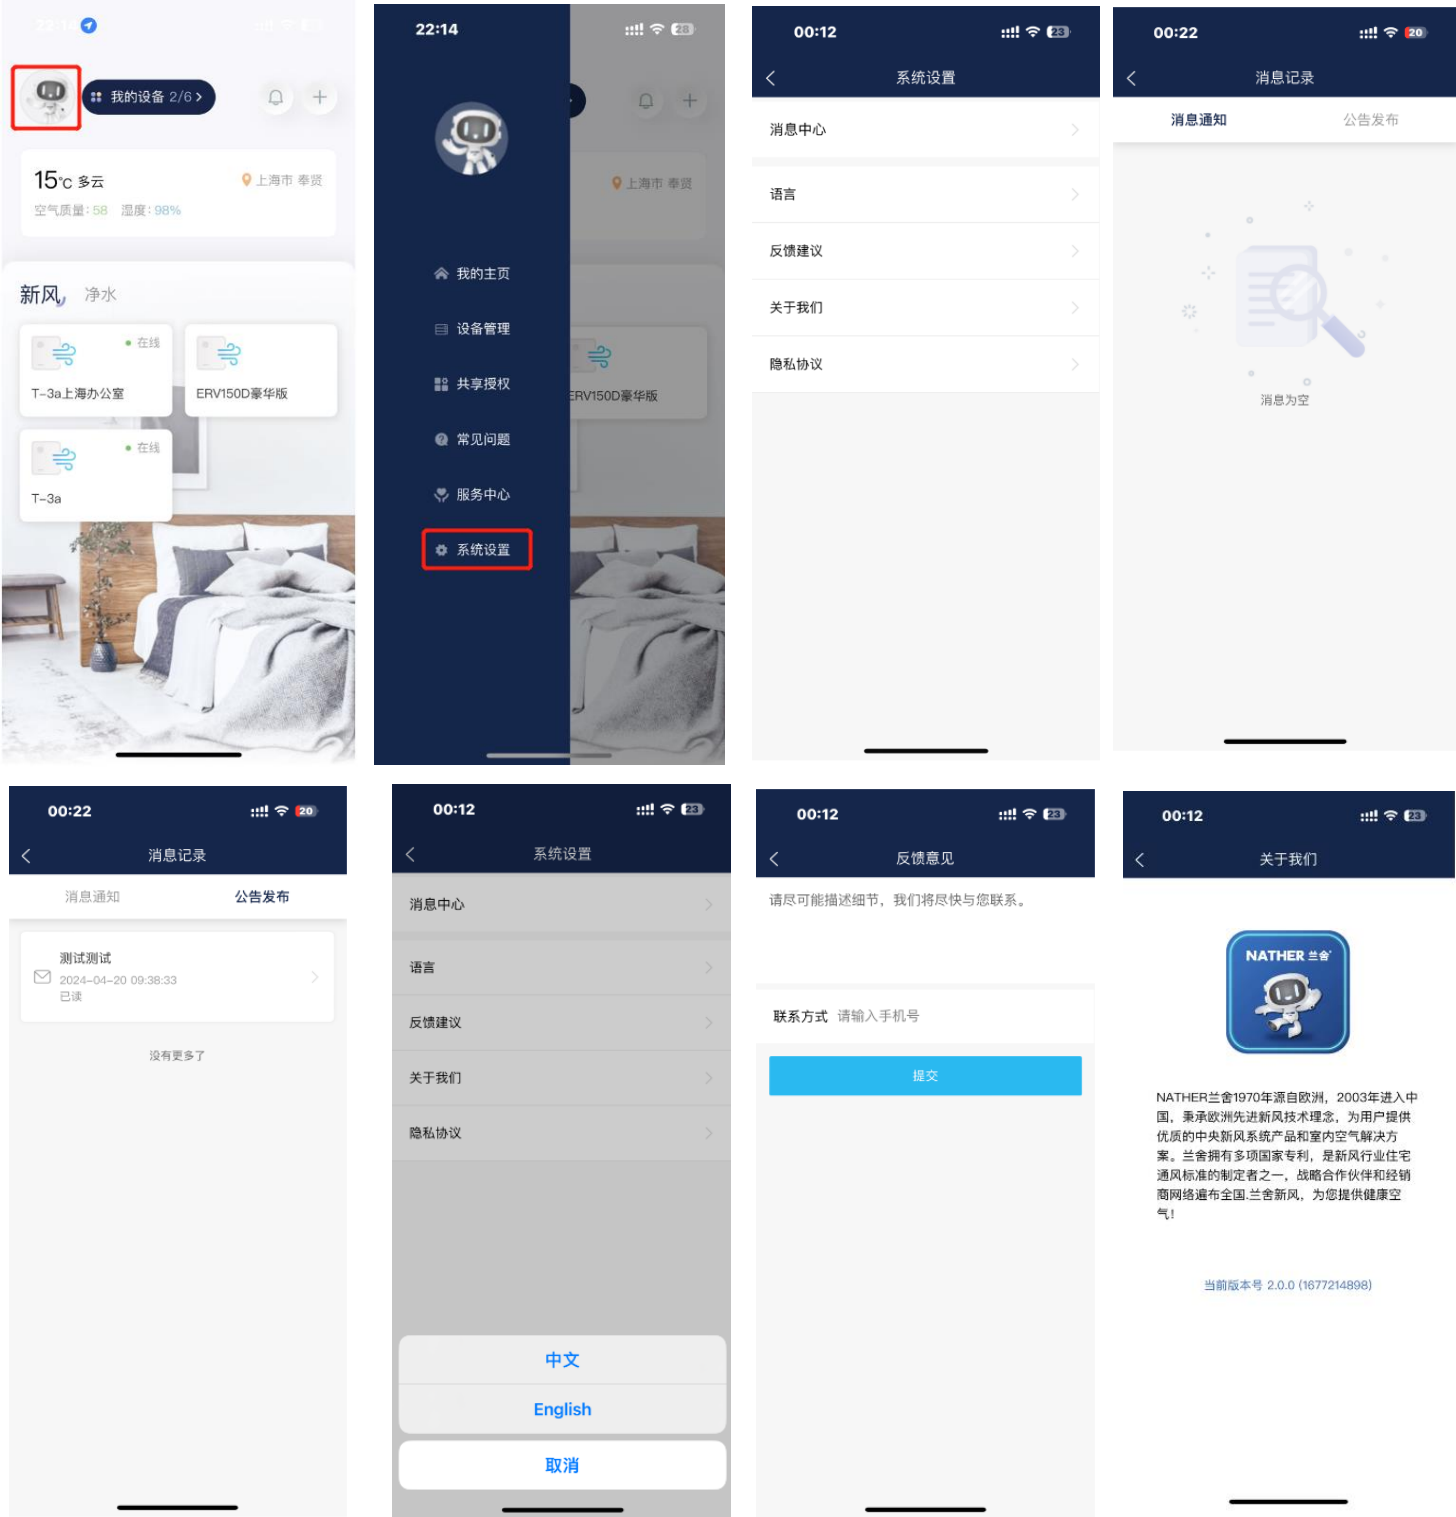 22:14
我的设备 2/6 >
15°C 多云
上海市 奉贤
空气质量: 58 湿度: 98%
新风 净水
在线
T-3a上海办公室
ERV150D豪华版
在线
T-3a
22:14
28
上海市 奉贤
我的主页
设备管理
共享授权
ERV150D豪华版
常见问题
服务中心
系统设置
00:12
23
系统设置
消息中心
语言
反馈建议
关于我们
隐私协议
00:22
20
消息记录
消息通知
公告发布
消息为空
00:22
20
消息记录
消息通知
公告发布
测试测试
2024-04-20 09:38:33
已读
没有更多了
00:12
23
系统设置
消息中心
语言
反馈建议
关于我们
隐私协议
中文
English
取消
00:12
23
反馈意见
请尽可能描述细节，我们将尽快与您联系。
联系方式 请输入手机号
提交
00:12
23
关于我们
NATHER 兰舍
NATHER兰舍1970年源自欧洲，2003年进入中
国，秉承欧洲先进新风技术理念，为用户提供
优质的中央新风系统产品和室内空气解决方
案。兰舍拥有多项国家专利，是新风行业住宅
通风标准的制定者之一，战略合作伙伴和经销
商网络遍布全国.兰舍新风，为您提供健康空
气!
当前版本号 2.0.0 (1677214898)